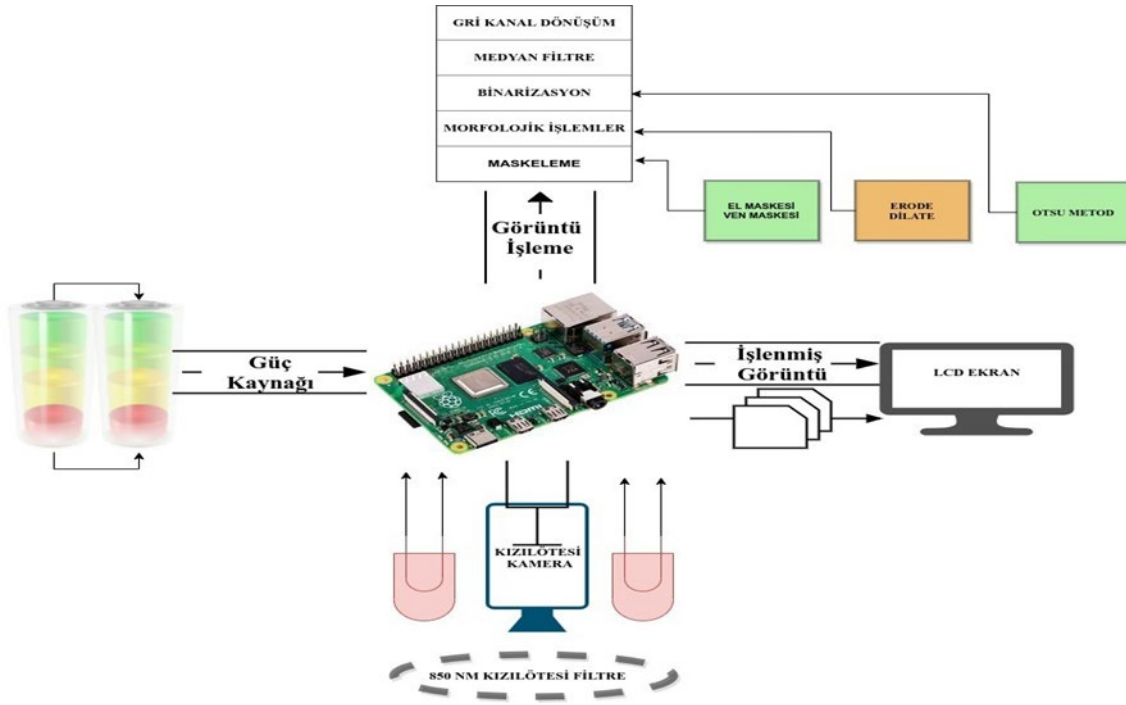 GRİ KANAL DÖNÜŞÜM
MEDYAN FİLTRE
BİNARİZASYON
MORFOLOJİK İŞLEMLER
MASKELEME
EL MASKESİ
VEN MASKESİ
ERODE
DİLATE
OTSU METOD
Görüntü
İşleme
Güç
Kaynağı
İşlenmiş
Görüntü
LCD EKRAN
HDMI
KIZILÖTESİ
KAMERA
850 NM KIZILÖTESİ FİLTRE